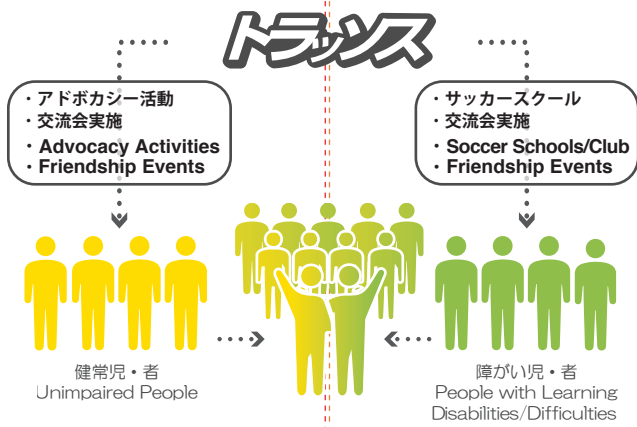 トラッソス
・アドボカシー活動
・交流会実施
・Advocacy Activities
・Friendship Events
・サッカースクール
・交流会実施
・Soccer Schools/Club
・Friendship Events
健常児・者
Unimpaired People
障がい児・者
People with Learning
Disabilities/Difficulties